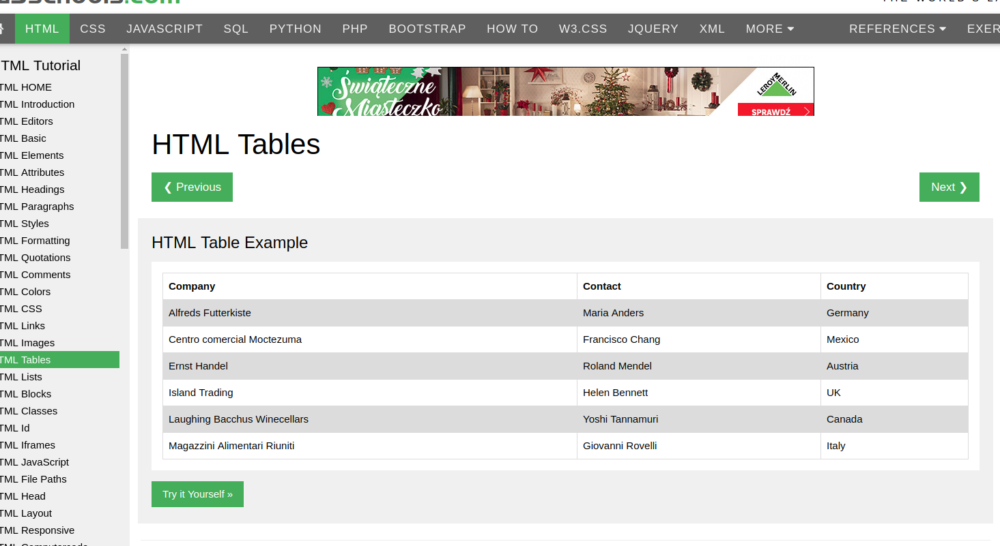 HTML CSS JAVASCRIPT SQL PYTHON PHP BOOTSTRAP HOW TO W3.CSS JQUERY XML MORE REFERENCES EXER
TML Tutorial
TML HOME
TML Introduction
TML Editors
TML Basic
TML Elements
TML Attributes
TML Headings
TML Paragraphs
TML Styles
TML Formatting
TML Quotations
TML Comments
TML Colors
TML CSS
TML Links
TML Images
TML Tables
TML Lists
TML Blocks
TML Classes
TML Id
TML Iframes
TML JavaScript
TML File Paths
TML Head
TML Layout
TML Responsive
Świąteczne
Miasteczko
LEROY MERLIN
SPRAWDŹ
HTML Tables
❮ Previous
Next ❯
HTML Table Example
Company Contact Country
Alfreds Futterkiste Maria Anders Germany
Centro comercial Moctezuma Francisco Chang Mexico
Ernst Handel Roland Mendel Austria
Island Trading Helen Bennett UK
Laughing Bacchus Winecellars Yoshi Tannamuri Canada
Magazzini Alimentari Riuniti Giovanni Rovelli Italy
Try it Yourself »